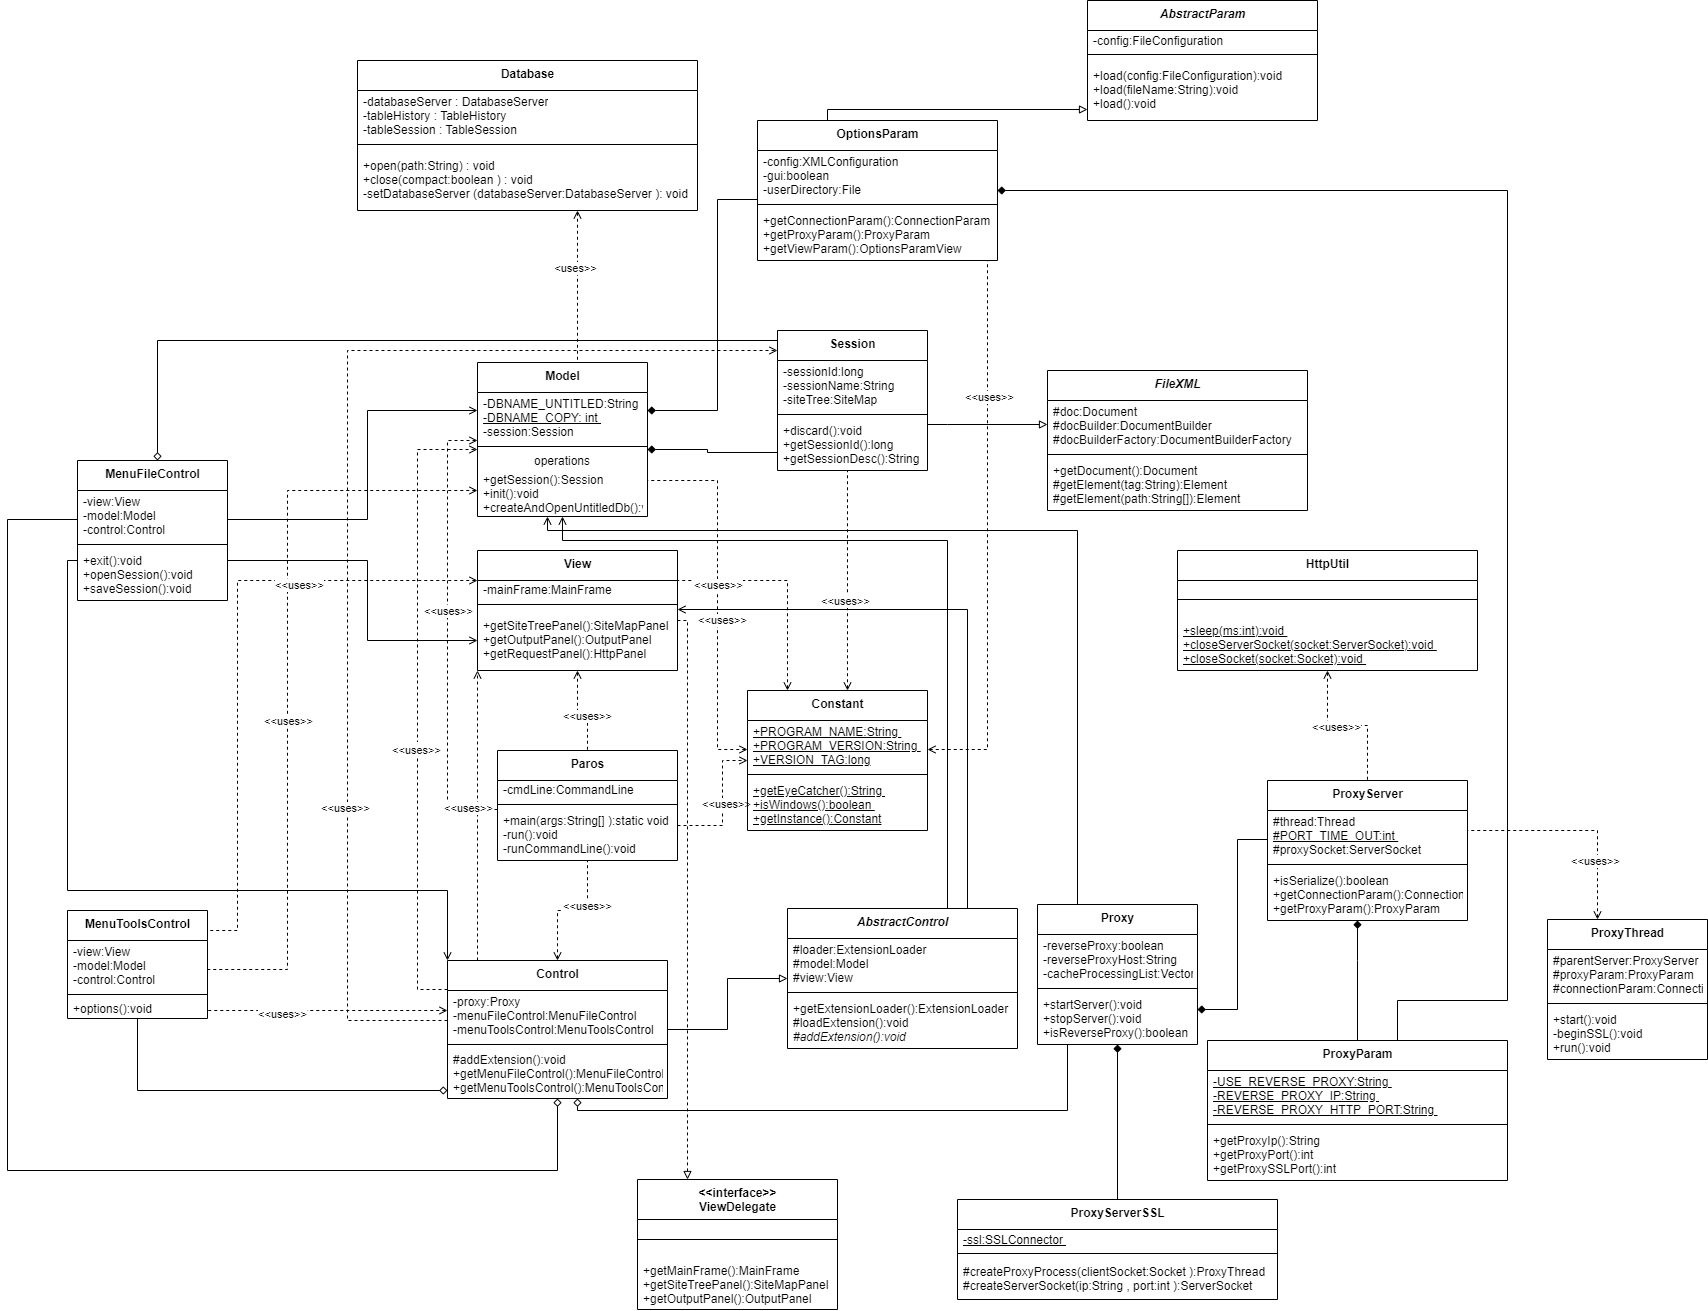 AbstractParam
-config:FileConfiguration
+load(config:FileConfiguration):void
+load(fileName:String):void
+load():void
Database
-databaseServer : DatabaseServer
-tableHistory : TableHistory
-tableSession : TableSession
+open(path:String) : void
+close(compact:boolean ) : void
-setDatabaseServer (databaseServer:DatabaseServer ): void
OptionsParam
-config:XMLConfiguration
-gui:boolean
-userDirectory:File
+getConnectionParam():ConnectionParam
+getProxyParam():ProxyParam
+getViewParam():OptionsParamView
<uses>>
Session
-sessionId:long
-sessionName:String
-siteTree:SiteMap
+discard():void
+getSessionId():long
+getSessionDesc():String
<<uses>>
FileXML
#doc:Document
#docBuilder:DocumentBuilder
#docBuilderFactory:DocumentBuilderFactory
+getDocument():Document
#getElement(tag:String):Element
#getElement(path:String[]):Element
Model
-DBNAME_UNTITLED:String
-DBNAME_COPY: int
-session:Session
operations
+getSession():Session
+init():void
+createAndOpenUntitledDb():
MenuFileControl
-view:View
-model:Model
-control:Control
+exit():void
+openSession():void
+saveSession():void
View
-mainFrame:MainFrame
+getSiteTreePanel():SiteMapPanel
+getOutputPanel():OutputPanel
+getRequestPanel():HttpPanel
<<uses>>
<<uses>>
<<uses>>
<<uses>>
<<uses>>
HttpUtil
+sleep(ms:int):void
+closeServerSocket(socket:ServerSocket):void
+closeSocket(socket:Socket):void
<<uses>>
<<uses>>
<<uses>>
<<uses>>
Constant
+PROGRAM_NAME:String
+PROGRAM_VERSION:String
+VERSION_TAG:long
+getEyeCatcher():String
+isWindows():boolean
+getInstance():Constant
Paros
-cmdLine:CommandLine
+main(args:String[] ):static void
-run():void
-runCommandLine():void
<<uses>>
<<uses>>
<<uses>>
<<uses>>
ProxyServer
#thread:Thread
#PORT_TIME_OUT:int
#proxySocket:ServerSocket
+isSerialize():boolean
+getConnectionParam():Connection
+getProxyParam():ProxyParam
<<uses>>
MenuToolsControl
-view:View
-model:Model
-control:Control
+options():void
<<uses>>
Control
-proxy:Proxy
-menuFileControl:MenuFileControl
-menuToolsControl:MenuToolsControl
#addExtension():void
+getMenuFileControl():MenuFileControl
+getMenuToolsControl():MenuToolsCon
AbstractControl
#loader:ExtensionLoader
#model:Model
#view:View
+getExtensionLoader():ExtensionLoader
#loadExtension():void
#addExtension():void
Proxy
-reverseProxy:boolean
-reverseProxyHost:String
-cacheProcessingList:Vector
+startServer():void
+stopServer():void
+isReverseProxy():boolean
ProxyThread
#parentServer:ProxyServer
#proxyParam:ProxyParam
#connectionParam:Connecti
+start():void
-beginSSL():void
+run():void
ProxyParam
-USE_REVERSE_PROXY:String
-REVERSE_PROXY_IP:String
-REVERSE_PROXY_HTTP_PORT:String
+getProxyIp():String
+getProxyPort():int
+getProxySSLPort():int
<<interface>>
ViewDelegate
+getMainFrame():MainFrame
+getSiteTreePanel():SiteMapPanel
+getOutputPanel():OutputPanel
ProxyServerSSL
-ssl:SSLConnector
#createProxyProcess(clientSocket:Socket ):ProxyThread
#createServerSocket(ip:String , port:int ):ServerSocket